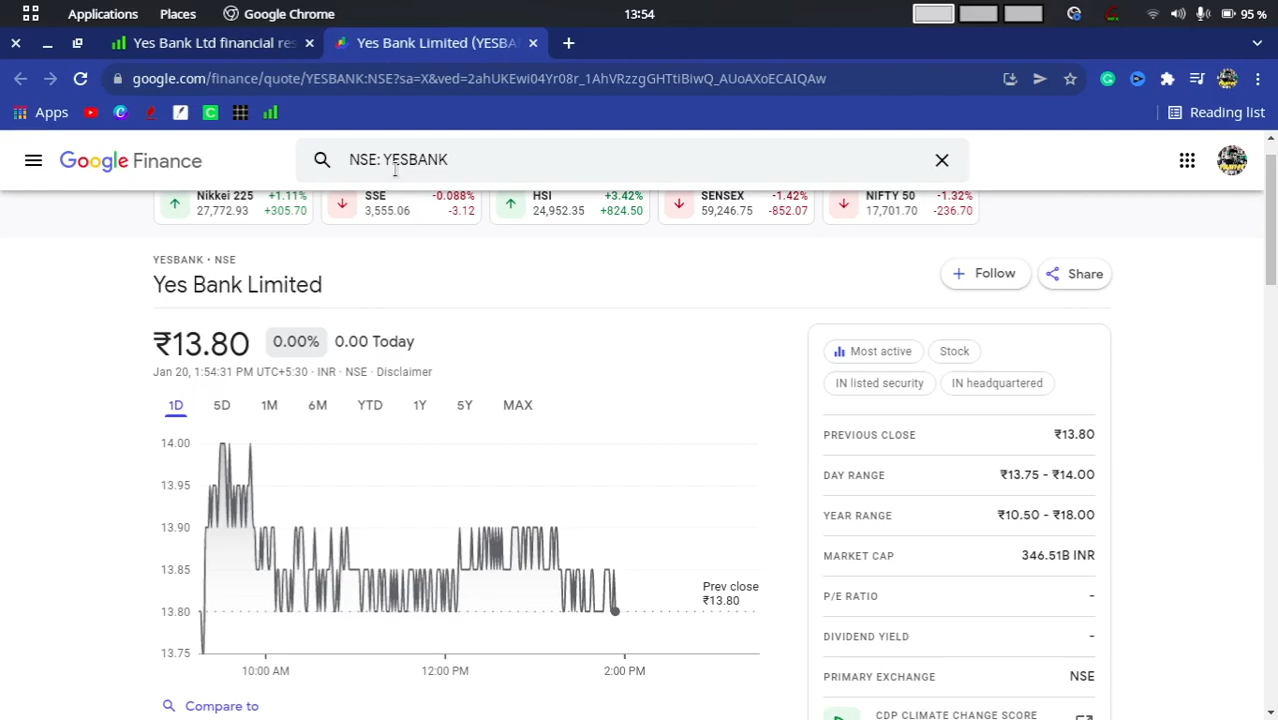 Applications Places Google Chrome 13:54 95 %
Yes Bank Ltd financial res Yes Bank Limited (YESBA
google.com/finance/quote/YESBANK:NSE?sa=X&ved=2ahUKEwi04Yr08r_1AhVRzzgGHTtiBiwQ_AUoAXoECAIQAw
Apps Reading list
Google Finance NSE: YESBANK
Nikkei 225 +1.11% SSE -0.088% HSI +3.42% SENSEX -1.42% NIFTY 50 -1.32%
27,772.93 +305.70 3,555.06 -3.12 24,952.35 +824.50 59,246.75 -852.07 17,701.70 -236.70
YESBANK • NSE
Yes Bank Limited
Follow Share
₹13.80 0.00% 0.00 Today
Jan 20, 1:54:31 PM UTC+5:30 • INR • NSE • Disclaimer
1D 5D 1M 6M YTD 1Y 5Y MAX
14.00
13.95
13.90
13.85
13.80
13.75
Prev close
₹13.80
10:00 AM 12:00 PM 2:00 PM
Compare to
Most active Stock
IN listed security IN headquartered
PREVIOUS CLOSE ₹13.80
DAY RANGE ₹13.75 - ₹14.00
YEAR RANGE ₹10.50 - ₹18.00
MARKET CAP 346.51B INR
P/E RATIO -
DIVIDEND YIELD -
PRIMARY EXCHANGE NSE
CDP CLIMATE CHANGE SCORE